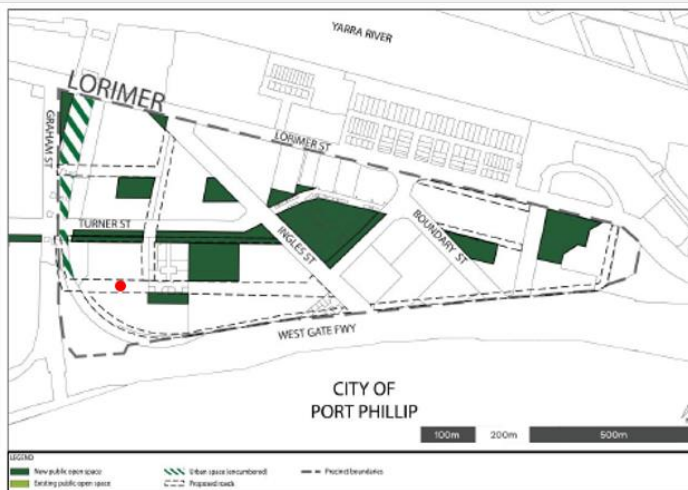 YARRA RIVER
LORIMER
GRAHAM ST
LORIMER ST
TURNER ST
INGLES ST
BOUNDARY ST
WEST GATE FWY
CITY OF
PORT PHILLIP
100m 200m 500m
LEGEND
New public open space
Urban space (encumbered)
Precinct boundaries
Existing public open space
Proposed roads